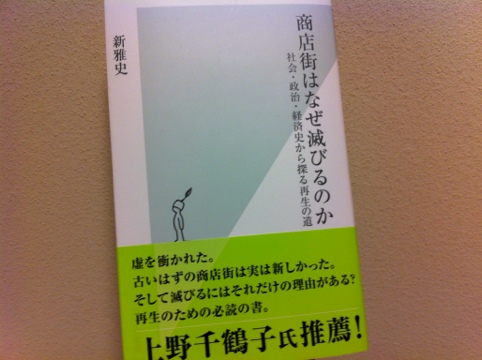 商店街はなぜ滅びるのか
社会・政治・経済史から探る再生の道
新雅史
虚を衝かれた。
古いはずの商店街は実は新しかった。
そして滅びるにはそれだけの理由がある?
再生のための必読の書。
上野千鶴子氏推薦!